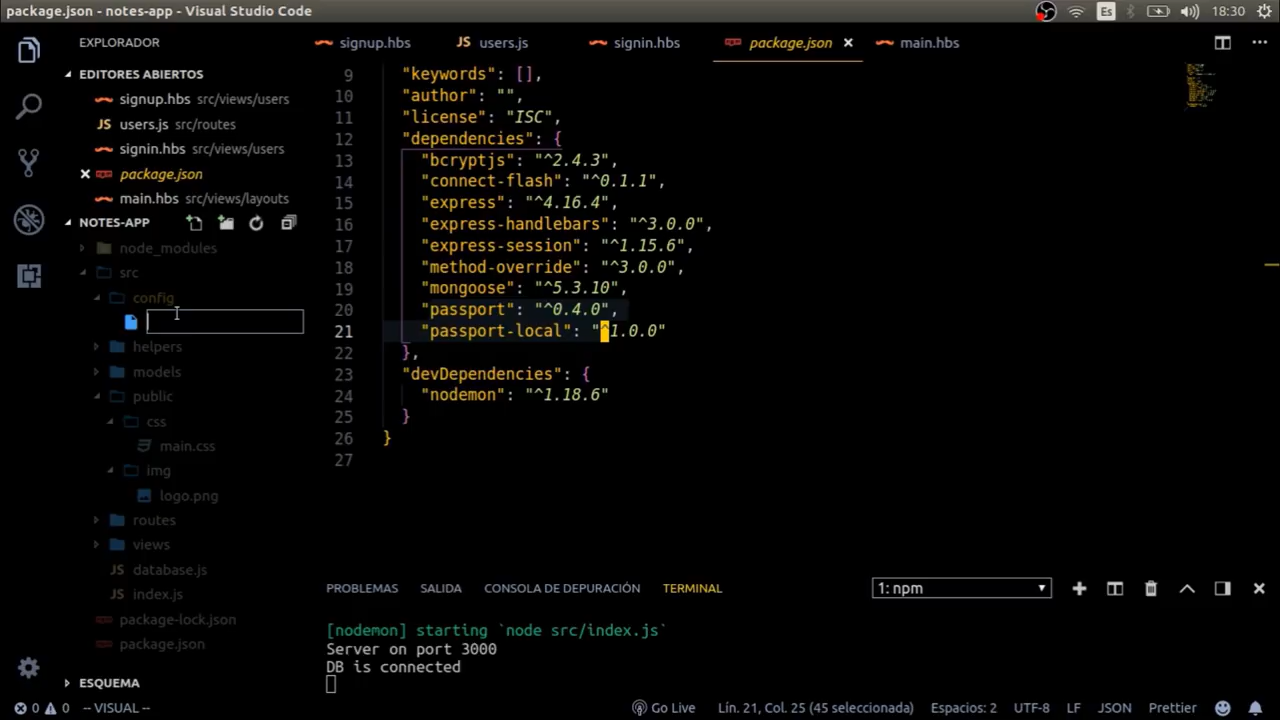 package.json - notes-app - Visual Studio Code
Es
18:30
EXPLORADOR
EDITORES ABIERTOS
signup.hbs src/views/users
JS users.js src/routes
signin.hbs src/views/users
package.json
main.hbs src/views/layouts
NOTES-APP
node_modules
src
config
helpers
models
public
css
main.css
img
logo.png
routes
views
JS database.js
JS index.js
package-lock.json
package.json
ESQUEMA
signup.hbs
JS users.js
signin.hbs
package.json
main.hbs
9 "keywords": [],
10 "author": "",
11 "license": "ISC",
12 "dependencies": {
13 "bcryptjs": "^2.4.3",
14 "connect-flash": "^0.1.1",
15 "express": "^4.16.4",
16 "express-handlebars": "^3.0.0",
17 "express-session": "^1.15.6",
18 "method-override": "^3.0.0",
19 "mongoose": "^5.3.10",
20 "passport": "^0.4.0",
21 "passport-local": "^1.0.0"
22 },
23 "devDependencies": {
24 "nodemon": "^1.18.6"
25 }
26 }
27
PROBLEMAS SALIDA CONSOLA DE DEPURACIÓN TERMINAL
1: npm
[nodemon] starting `node src/index.js`
Server on port 3000
DB is connected
0 0 -- VISUAL --
Go Live
Lín. 21, Col. 25 (45 seleccionada)
Espacios: 2
UTF-8
LF
JSON
Prettier